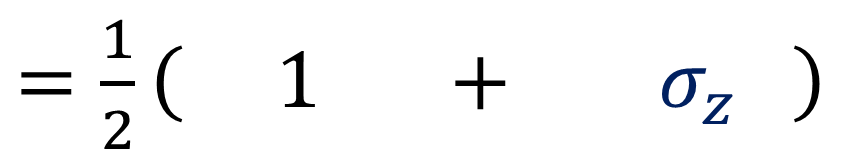 = 1/2 ( 1 + σ_z )